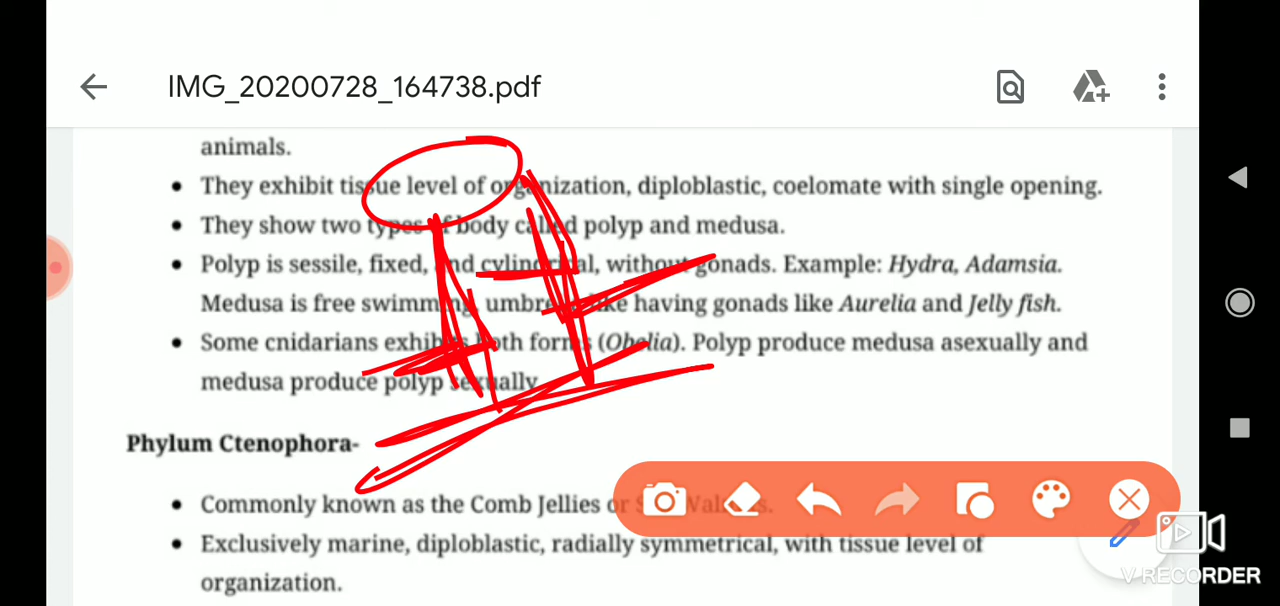 IMG_20200728_164738.pdf
animals.
They exhibit tissue level of organization, diploblastic, coelomate with single opening.
They show two types of body called polyp and medusa.
Polyp is sessile, fixed, and cylindrical, without gonads. Example: Hydra, Adamsia.
Medusa is free swimming, umbrella like having gonads like Aurelia and Jelly fish.
Some cnidarians exhibits both forms (Obelia). Polyp produce medusa asexually and
medusa produce polyp sexually.
Phylum Ctenophora-
Commonly known as the Comb Jellies or
Exclusively marine, diploblastic, radially symmetrical, with tissue level of
organization.
V RECORDER